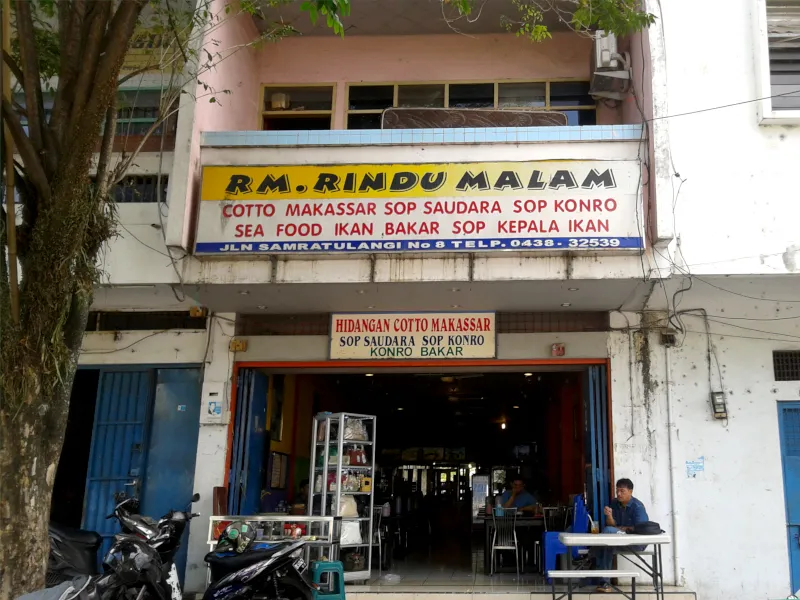 RM. RINDU MALAM
COTTO MAKASSAR SOP SAUDARA SOP KONRO
SEA FOOD IKAN ,BAKAR SOP KEPALA IKAN
JLN SAMRATULANGI No 8 TELP. 0438 - 32539
HIDANGAN COTTO MAKASSAR
SOP SAUDARA SOP KONRO
KONRO BAKAR